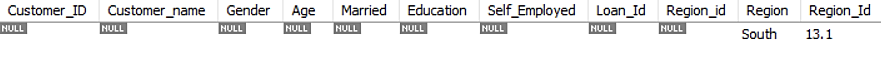 Customer_ID Customer_name Gender Age Married Education Self_Employed Loan_Id Region_id Region Region_Id
NULL NULL NULL NULL NULL NULL NULL NULL NULL South 13.1